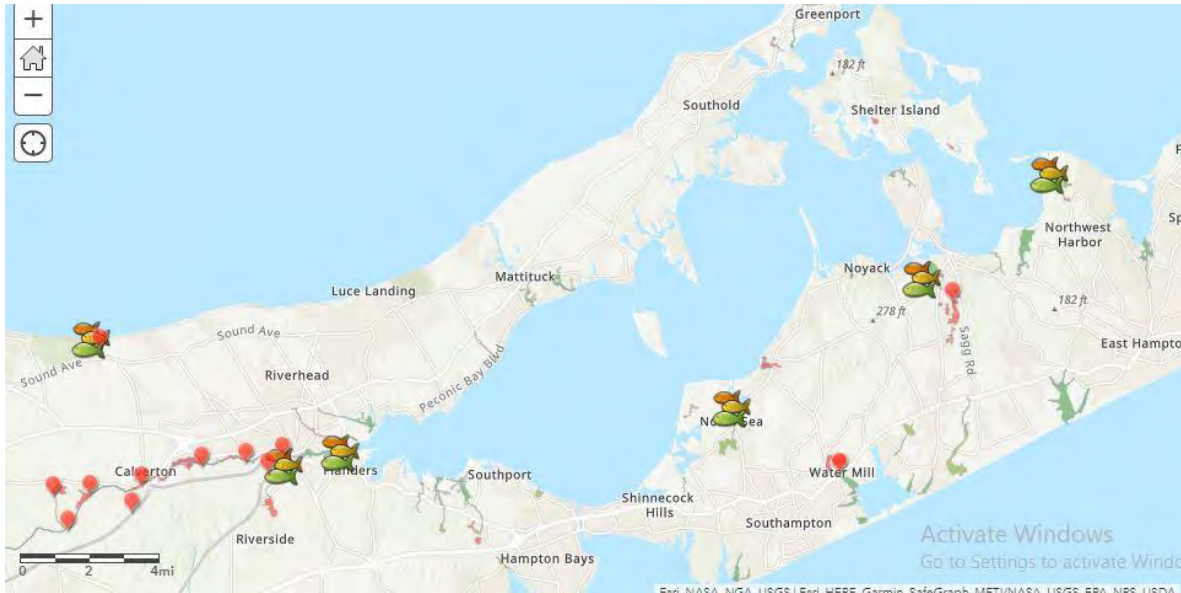 +
−
Greenport
182 ft
Southold
Shelter Island
Northwest
Harbor
Noyack
Mattituck
Luce Landing
278 ft
182 ft
Sound Ave
Sound Ave
Sagg Rd
East Hampto
Riverhead
Peconic Bay Blvd
North Sea
Calverton
Flanders
Southport
Water Mill
Shinnecock
Hills
Southampton
Riverside
Hampton Bays
Activate Windows
Go to Settings to activate Windo
0 2 4mi
Esri, NASA, NGA, USGS | Esri, HERE, Garmin, SafeGraph, METI/NASA, USGS, EPA, NPS, USDA